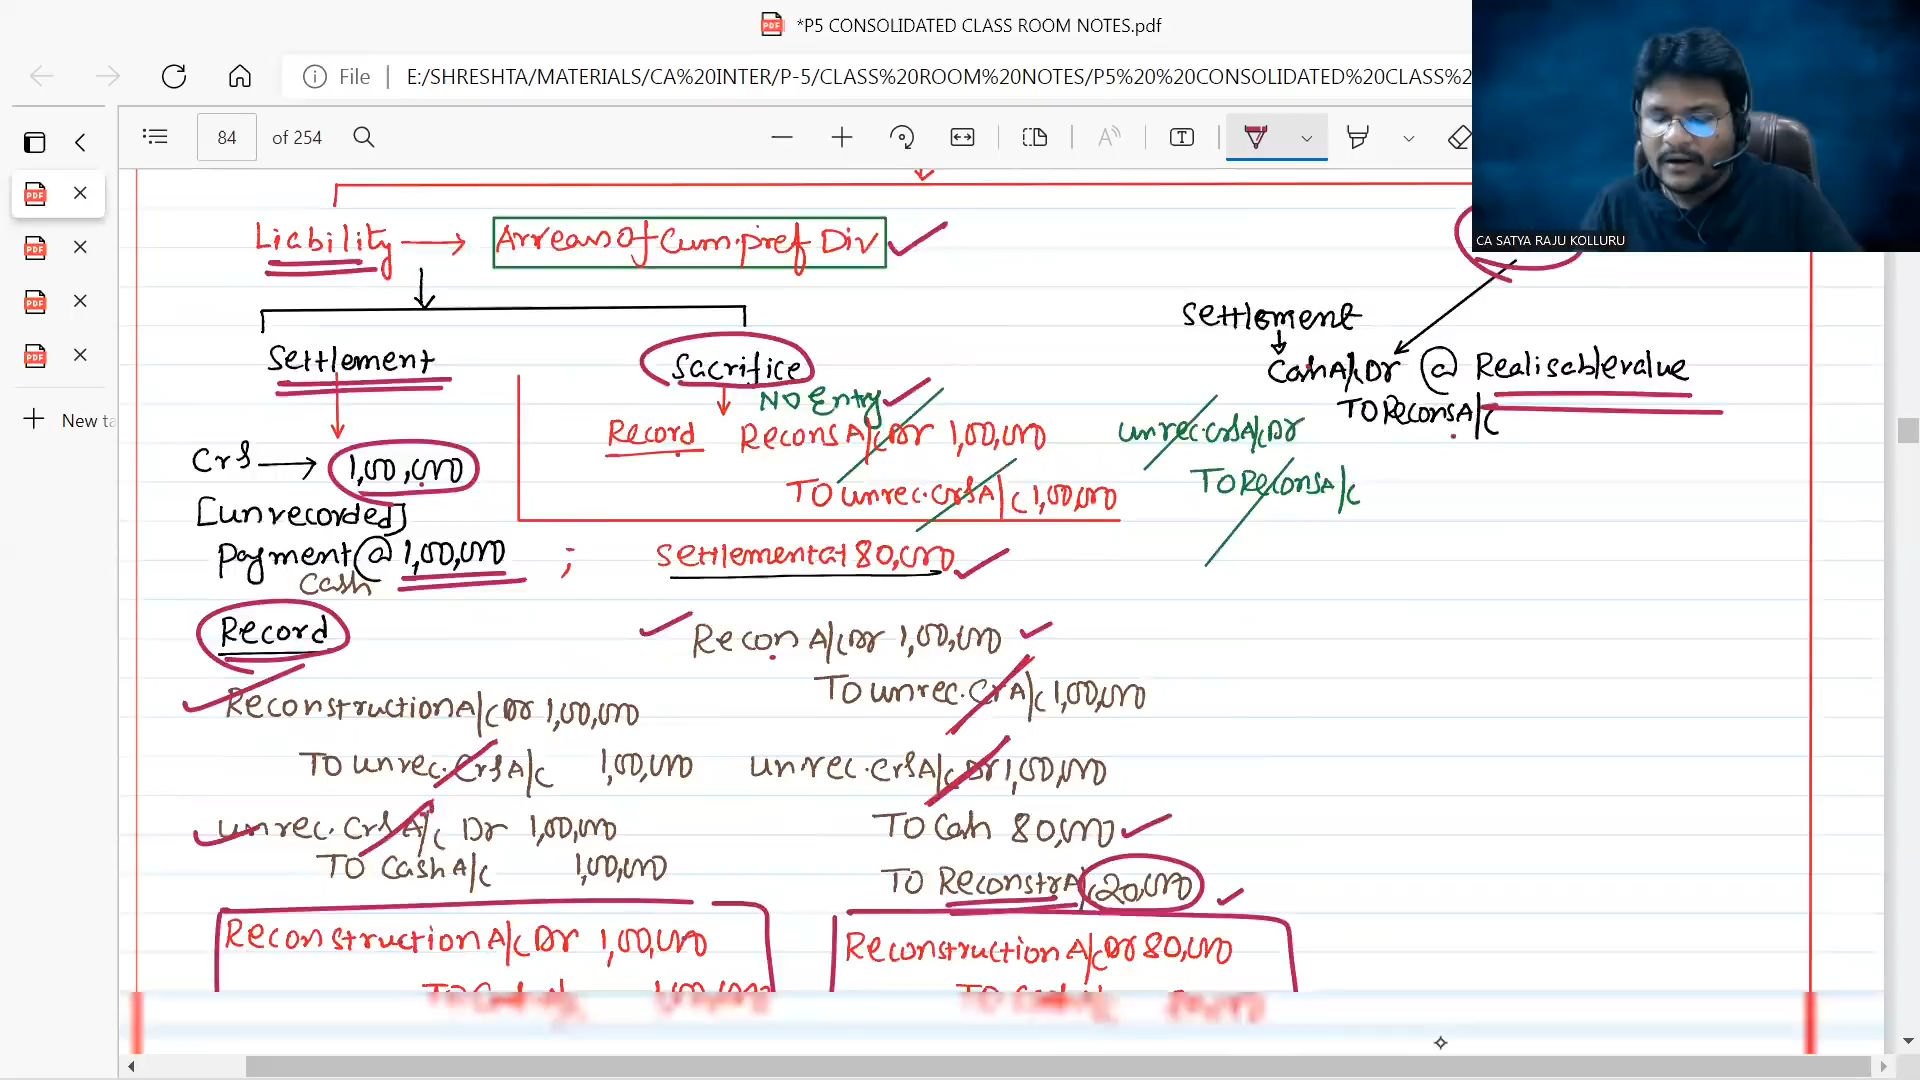 *P5 CONSOLIDATED CLASS ROOM NOTES.pdf
File
E:/SHRESHTA/MATERIALS/CA%20INTER/P-5/CLASS%20ROOM%20NOTES/P5%20%20CONSOLIDATED%20CLASS%2
84 of 254
New ta
CA SATYA RAJU KOLLURU
Liability → Arrears of Cum. pref Div
Settlement
Sacrifice
NO Entry
Record Recons A/c Dr 1,00,000
TO unrec. Crs A/c 1,00,000
Settlement
Cash A/c Dr @ Realisable value
TO Recons A/c
unrec. Crs A/c Dr
TO Recons A/c
Crs → 1,00,000
[unrecorded]
payment @ 1,00,000 ; Settlement at 80,000
Cash
Record
Reconstruction A/c Dr 1,00,000
TO unrec. Crs A/c 1,00,000
unrec. Crs A/c Dr 1,00,000
TO Cash A/c 1,00,000
Reconstruction A/c Dr 1,00,000
Recon A/c Dr 1,00,000
TO unrec. Cr A/c 1,00,000
unrec. Crs A/c Dr 1,00,000
TO Cash 80,000
TO Reconstr A/c 20,000
Reconstruction A/c Dr 80,000